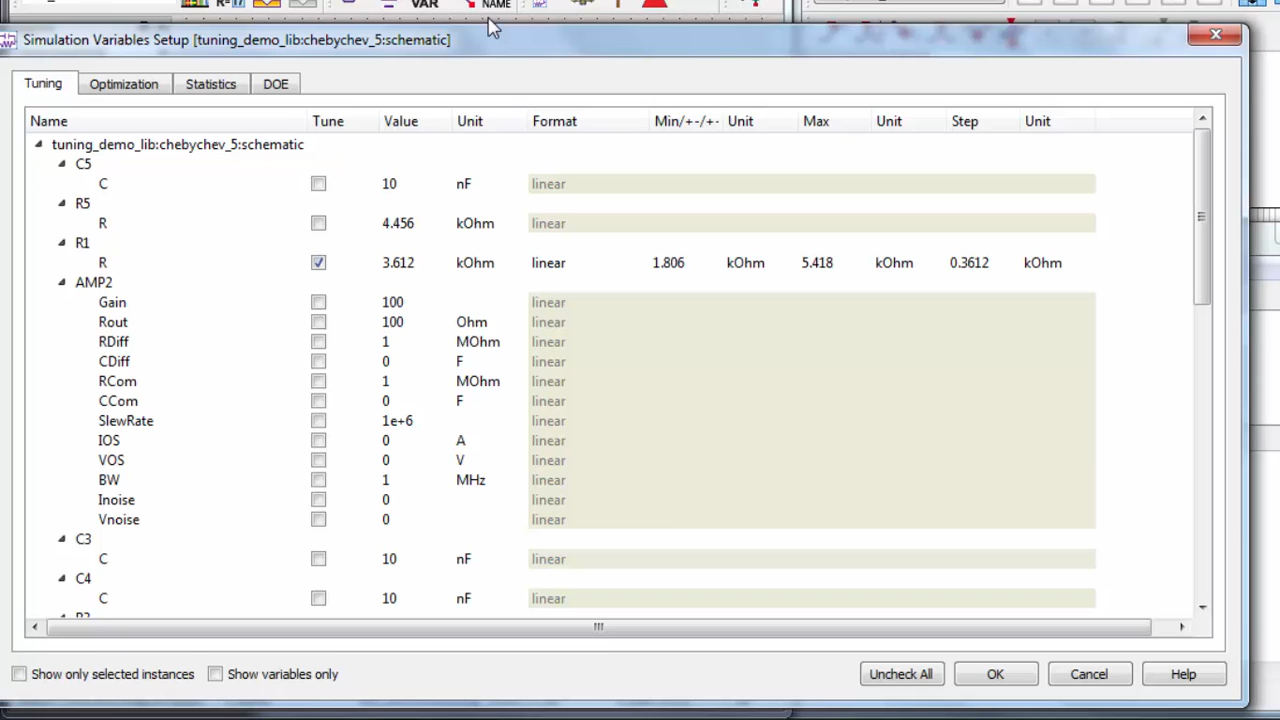 VAR NAME
Simulation Variables Setup [tuning_demo_lib:chebychev_5:schematic]
Tuning Optimization Statistics DOE
Name Tune Value Unit Format Min/+-/+- Unit Max Unit Step Unit
tuning_demo_lib:chebychev_5:schematic
C5
C 10 nF linear
R5
R 4.456 kOhm linear
R1
R 3.612 kOhm linear 1.806 kOhm 5.418 kOhm 0.3612 kOhm
AMP2
Gain 100 linear
Rout 100 Ohm linear
RDiff 1 MOhm linear
CDiff 0 F linear
RCom 1 MOhm linear
CCom 0 F linear
SlewRate 1e+6 linear
IOS 0 A linear
VOS 0 V linear
BW 1 MHz linear
Inoise 0 linear
Vnoise 0 linear
C3
C 10 nF linear
C4
C 10 nF linear
Show only selected instances Show variables only Uncheck All OK Cancel Help